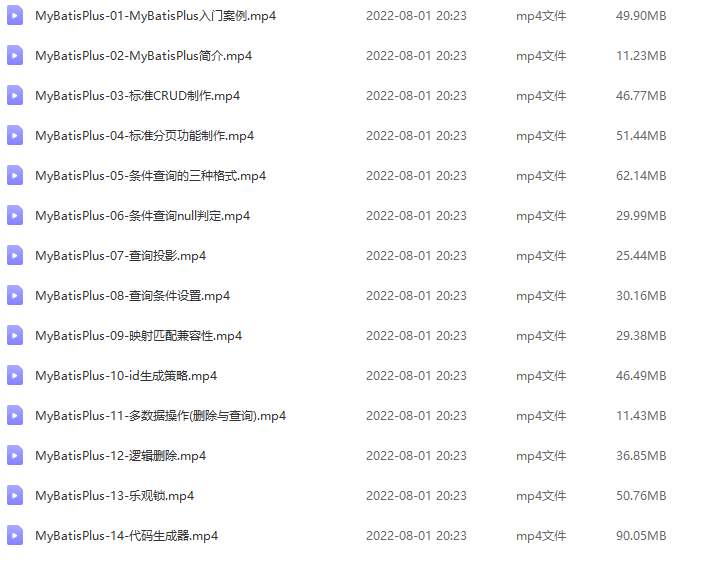 MyBatisPlus-01-MyBatisPlus入门案例.mp4 2022-08-01 20:23 mp4文件 49.90MB
MyBatisPlus-02-MyBatisPlus简介.mp4 2022-08-01 20:23 mp4文件 11.23MB
MyBatisPlus-03-标准CRUD制作.mp4 2022-08-01 20:23 mp4文件 46.77MB
MyBatisPlus-04-标准分页功能制作.mp4 2022-08-01 20:23 mp4文件 51.44MB
MyBatisPlus-05-条件查询的三种格式.mp4 2022-08-01 20:23 mp4文件 62.14MB
MyBatisPlus-06-条件查询null判定.mp4 2022-08-01 20:23 mp4文件 29.99MB
MyBatisPlus-07-查询投影.mp4 2022-08-01 20:23 mp4文件 25.44MB
MyBatisPlus-08-查询条件设置.mp4 2022-08-01 20:23 mp4文件 30.16MB
MyBatisPlus-09-映射匹配兼容性.mp4 2022-08-01 20:23 mp4文件 29.38MB
MyBatisPlus-10-id生成策略.mp4 2022-08-01 20:23 mp4文件 46.49MB
MyBatisPlus-11-多数据操作(删除与查询).mp4 2022-08-01 20:23 mp4文件 11.43MB
MyBatisPlus-12-逻辑删除.mp4 2022-08-01 20:23 mp4文件 36.85MB
MyBatisPlus-13-乐观锁.mp4 2022-08-01 20:23 mp4文件 50.76MB
MyBatisPlus-14-代码生成器.mp4 2022-08-01 20:23 mp4文件 90.05MB